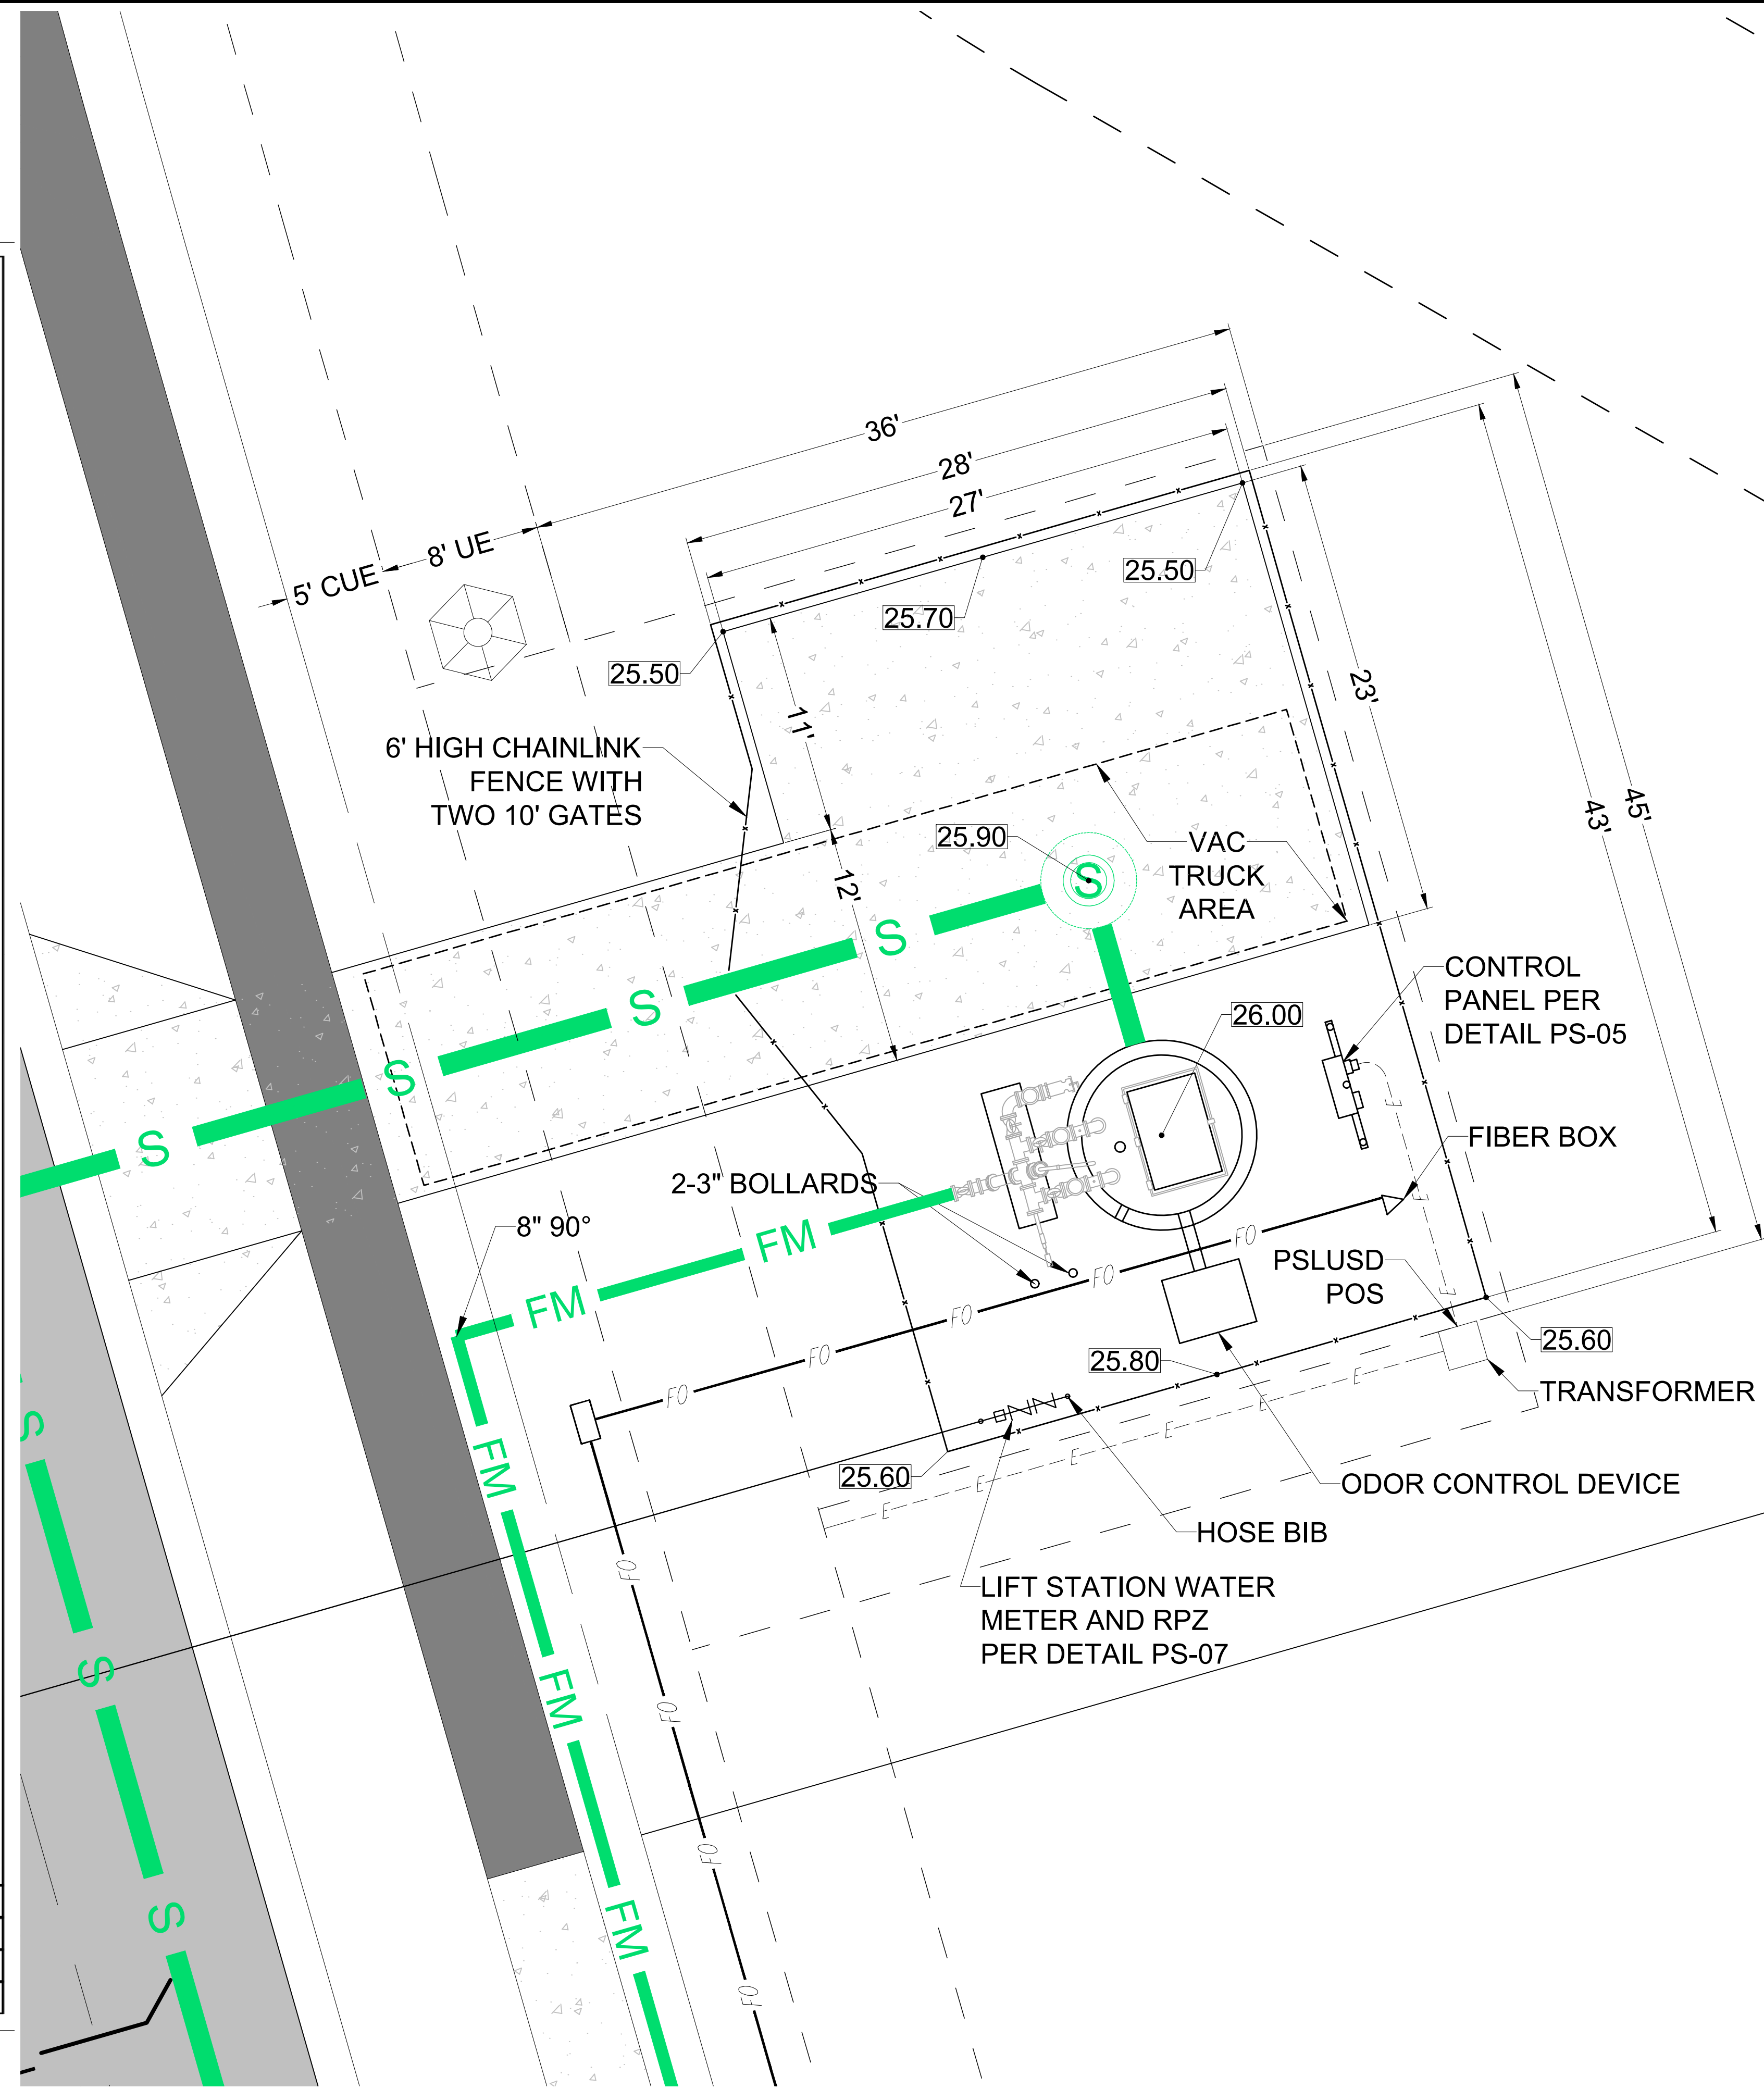 36'
28'
27'
8' UE
5' CUE
25.50
25.70
25.50
23'
43'
45'
11'
6' HIGH CHAINLINK
FENCE WITH
TWO 10' GATES
25.90
VAC
TRUCK
AREA
12'
S
S
S
S
S
S
CONTROL
PANEL PER
DETAIL PS-05
26.00
FIBER BOX
2-3" BOLLARDS
8" 90°
FM
FM
FO
FO
FO
FO
FO
E
E
PSLUSD
POS
25.60
25.80
TRANSFORMER
25.60
E
E
E
E
E
E
ODOR CONTROL DEVICE
HOSE BIB
LIFT STATION WATER
METER AND RPZ
PER DETAIL PS-07
FM
FM
FM
FO
FO
FO
FO
S
S
S